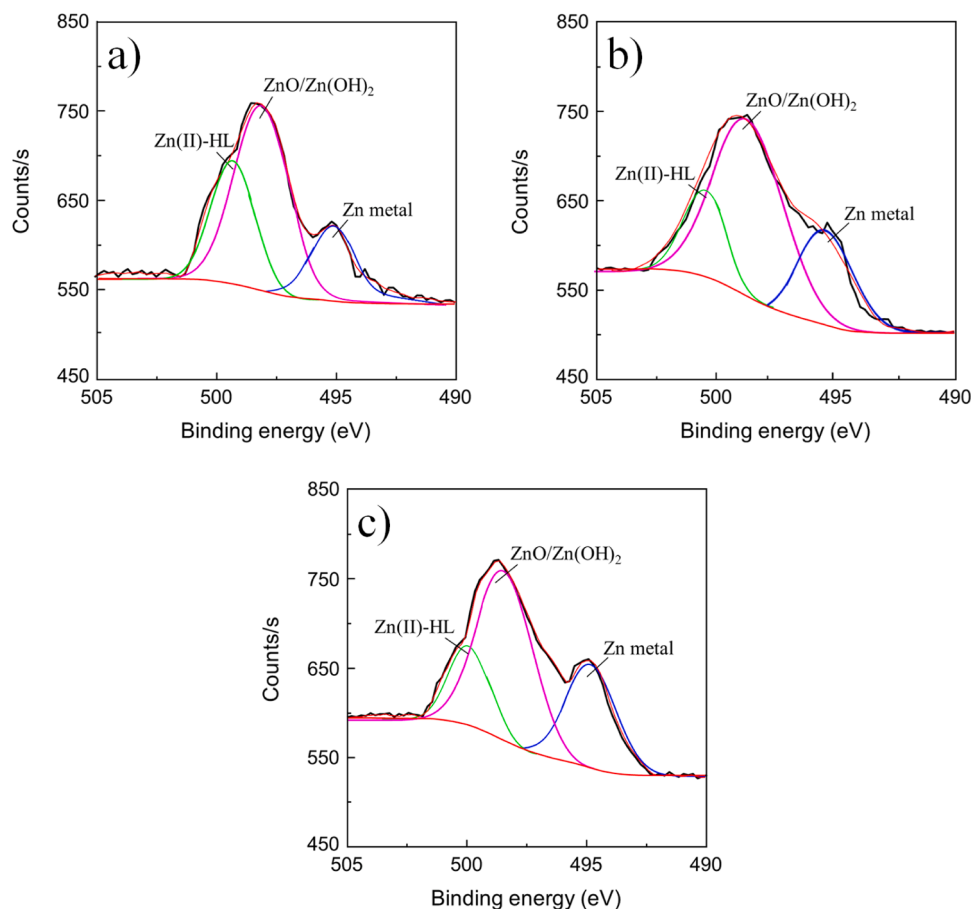 a)
850
750
650
550
450
Counts/s
ZnO/Zn(OH)₂
Zn(II)-HL
Zn metal
505
500
495
490
Binding energy (eV)
b)
850
750
650
550
450
Counts/s
ZnO/Zn(OH)₂
Zn(II)-HL
Zn metal
505
500
495
490
Binding energy (eV)
c)
850
750
650
550
450
Counts/s
ZnO/Zn(OH)₂
Zn(II)-HL
Zn metal
505
500
495
490
Binding energy (eV)